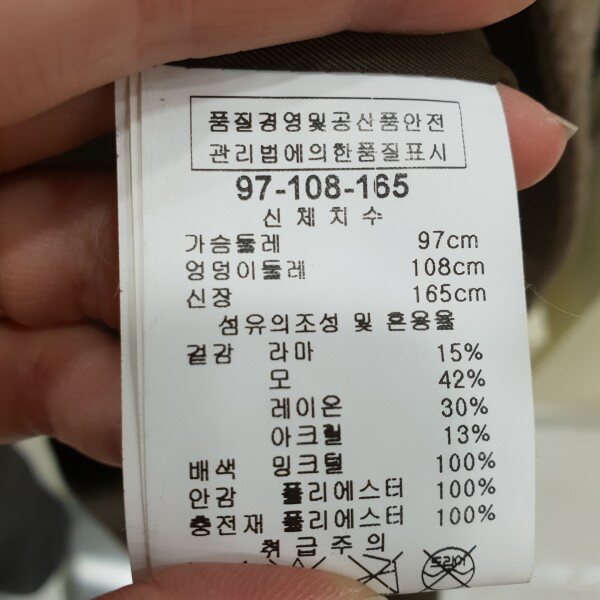 품질경영및공산품안전
관리법에의한품질표시
97-108-165
신체치수
가슴둘레 97cm
엉덩이둘레 108cm
신장 165cm
섬유의조성 및 혼용율
겉감 라마 15%
모 42%
레이온 30%
아크릴 13%
배색 밍크털 100%
안감 폴리에스터 100%
충전재 폴리에스터 100%
취급주의
드라이